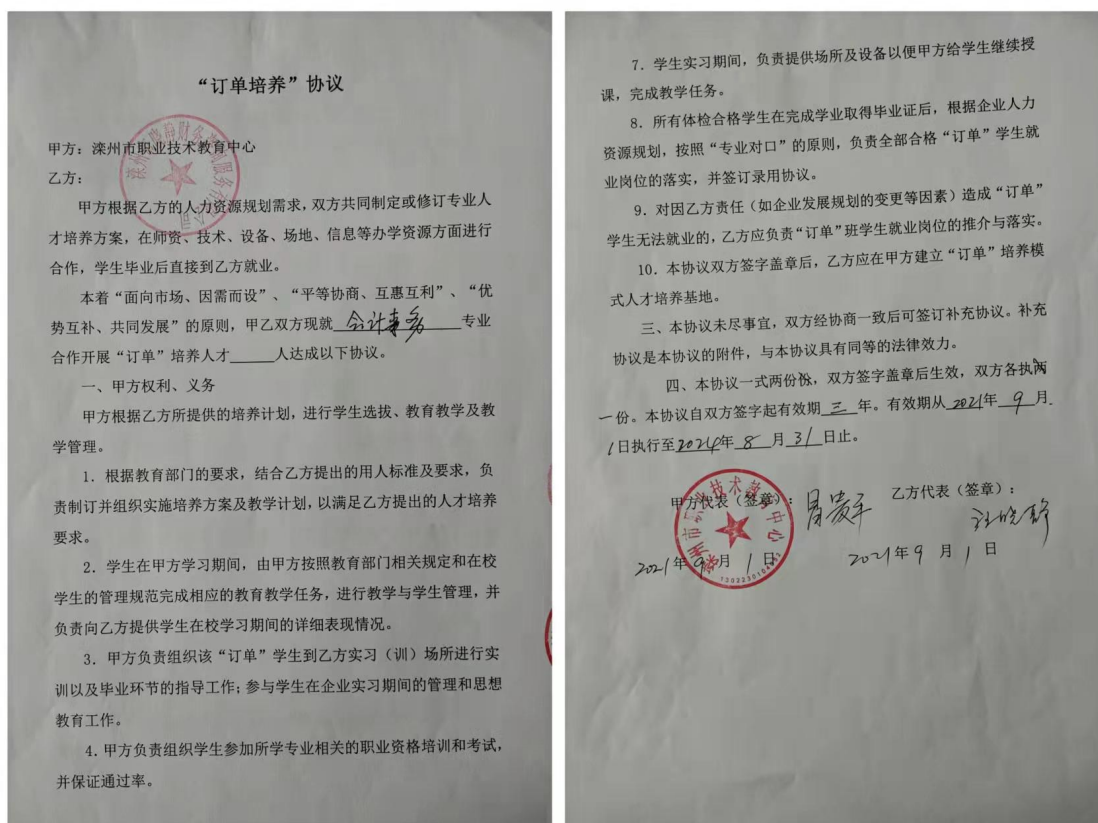 “订单培养”协议
甲方：滦州市职业技术教育中心
乙方：
甲方根据乙方的人力资源规划需求，双方共同制定或修订专业人
才培养方案，在师资、技术、设备、场地、信息等办学资源方面进行
合作，学生毕业后直接到乙方就业。
本着“面向市场、因需而设”、“平等协商、互惠互利”、“优
势互补、共同发展”的原则，甲乙双方现就 会计事务 专业
合作开展“订单”培养人才______人达成以下协议。
一、甲方权利、义务
甲方根据乙方所提供的培养计划，进行学生选拔、教育教学及教
学管理。
1．根据教育部门的要求，结合乙方提出的用人标准及要求，负
责制订并组织实施培养方案及教学计划，以满足乙方提出的人才培养
要求。
2．学生在甲方学习期间，由甲方按照教育部门相关规定和在校
学生的管理规范完成相应的教育教学任务，进行教学与学生管理，并
负责向乙方提供学生在校学习期间的详细表现情况。
3．甲方负责组织该“订单”学生到乙方实习（训）场所进行实
训以及毕业环节的指导工作；参与学生在企业实习期间的管理和思想
教育工作。
4．甲方负责组织学生参加所学专业相关的职业资格培训和考试，
并保证通过率。
7．学生实习期间，负责提供场所及设备以便甲方给学生继续授
课，完成教学任务。
8．所有体检合格学生在完成学业取得毕业证后，根据企业人力
资源规划，按照“专业对口”的原则，负责全部合格“订单”学生就
业岗位的落实，并签订录用协议。
9．对因乙方责任（如企业发展规划的变更等因素）造成“订单”
学生无法就业的，乙方应负责“订单”班学生就业岗位的推介与落实。
10．本协议双方签字盖章后，乙方应在甲方建立“订单”培养模
式人才培养基地。
三、本协议未尽事宜，双方经协商一致后可签订补充协议。补充
协议是本协议的附件，与本协议具有同等的法律效力。
四、本协议一式两份，双方签字盖章后生效，双方各执
一份。本协议自双方签字起有效期 三 年。有效期从 2021年 9 月
1日执行至2024年 8 月 31 日止。
甲方代表（签章）：
乙方代表（签章）：
2021年 9 月 1 日
2021年 9 月 1 日
滦州市职业技术教育中心